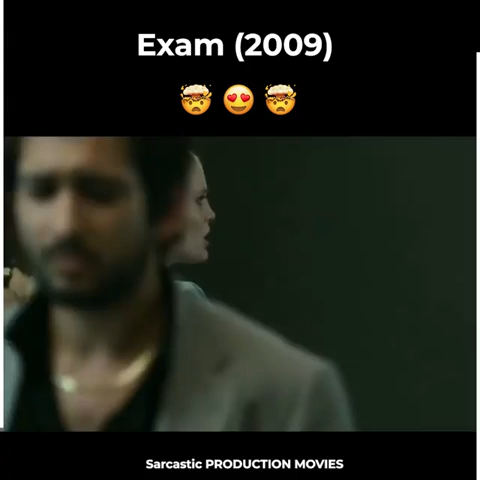 Exam (2009)
🤯 😍 🤯
Sarcastic PRODUCTION MOVIES